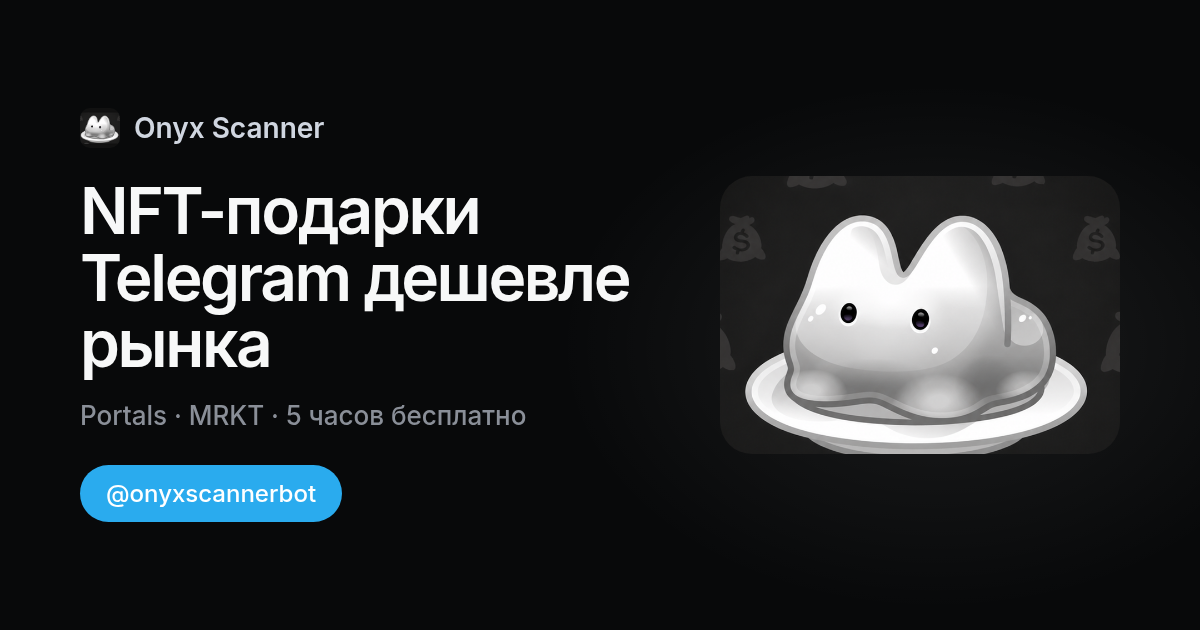 Onyx Scanner
NFT-подарки
Telegram дешевле
рынка
Portals · MRKT · 5 часов бесплатно
@onyxscannerbot
$
$